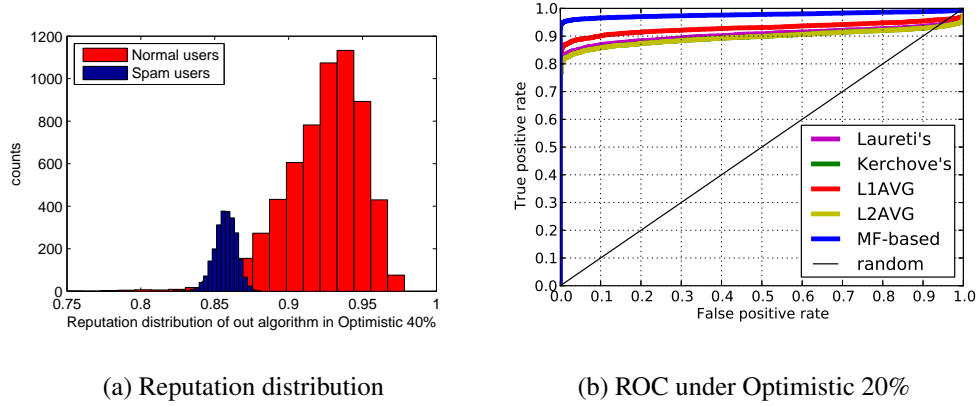 1200
1000
800
600
400
200
0
counts
Normal users
Spam users
0.75 0.8 0.85 0.9 0.95 1
Reputation distribution of out algorithm in Optimistic 40%
(a) Reputation distribution
1.0
0.9
0.8
0.7
0.6
0.5
0.4
0.3
0.2
0.1
0.0
True positive rate
Laureti's
Kerchove's
L1AVG
L2AVG
MF-based
random
0.0 0.1 0.2 0.3 0.4 0.5 0.6 0.7 0.8 0.9 1.0
False positive rate
(b) ROC under Optimistic 20%